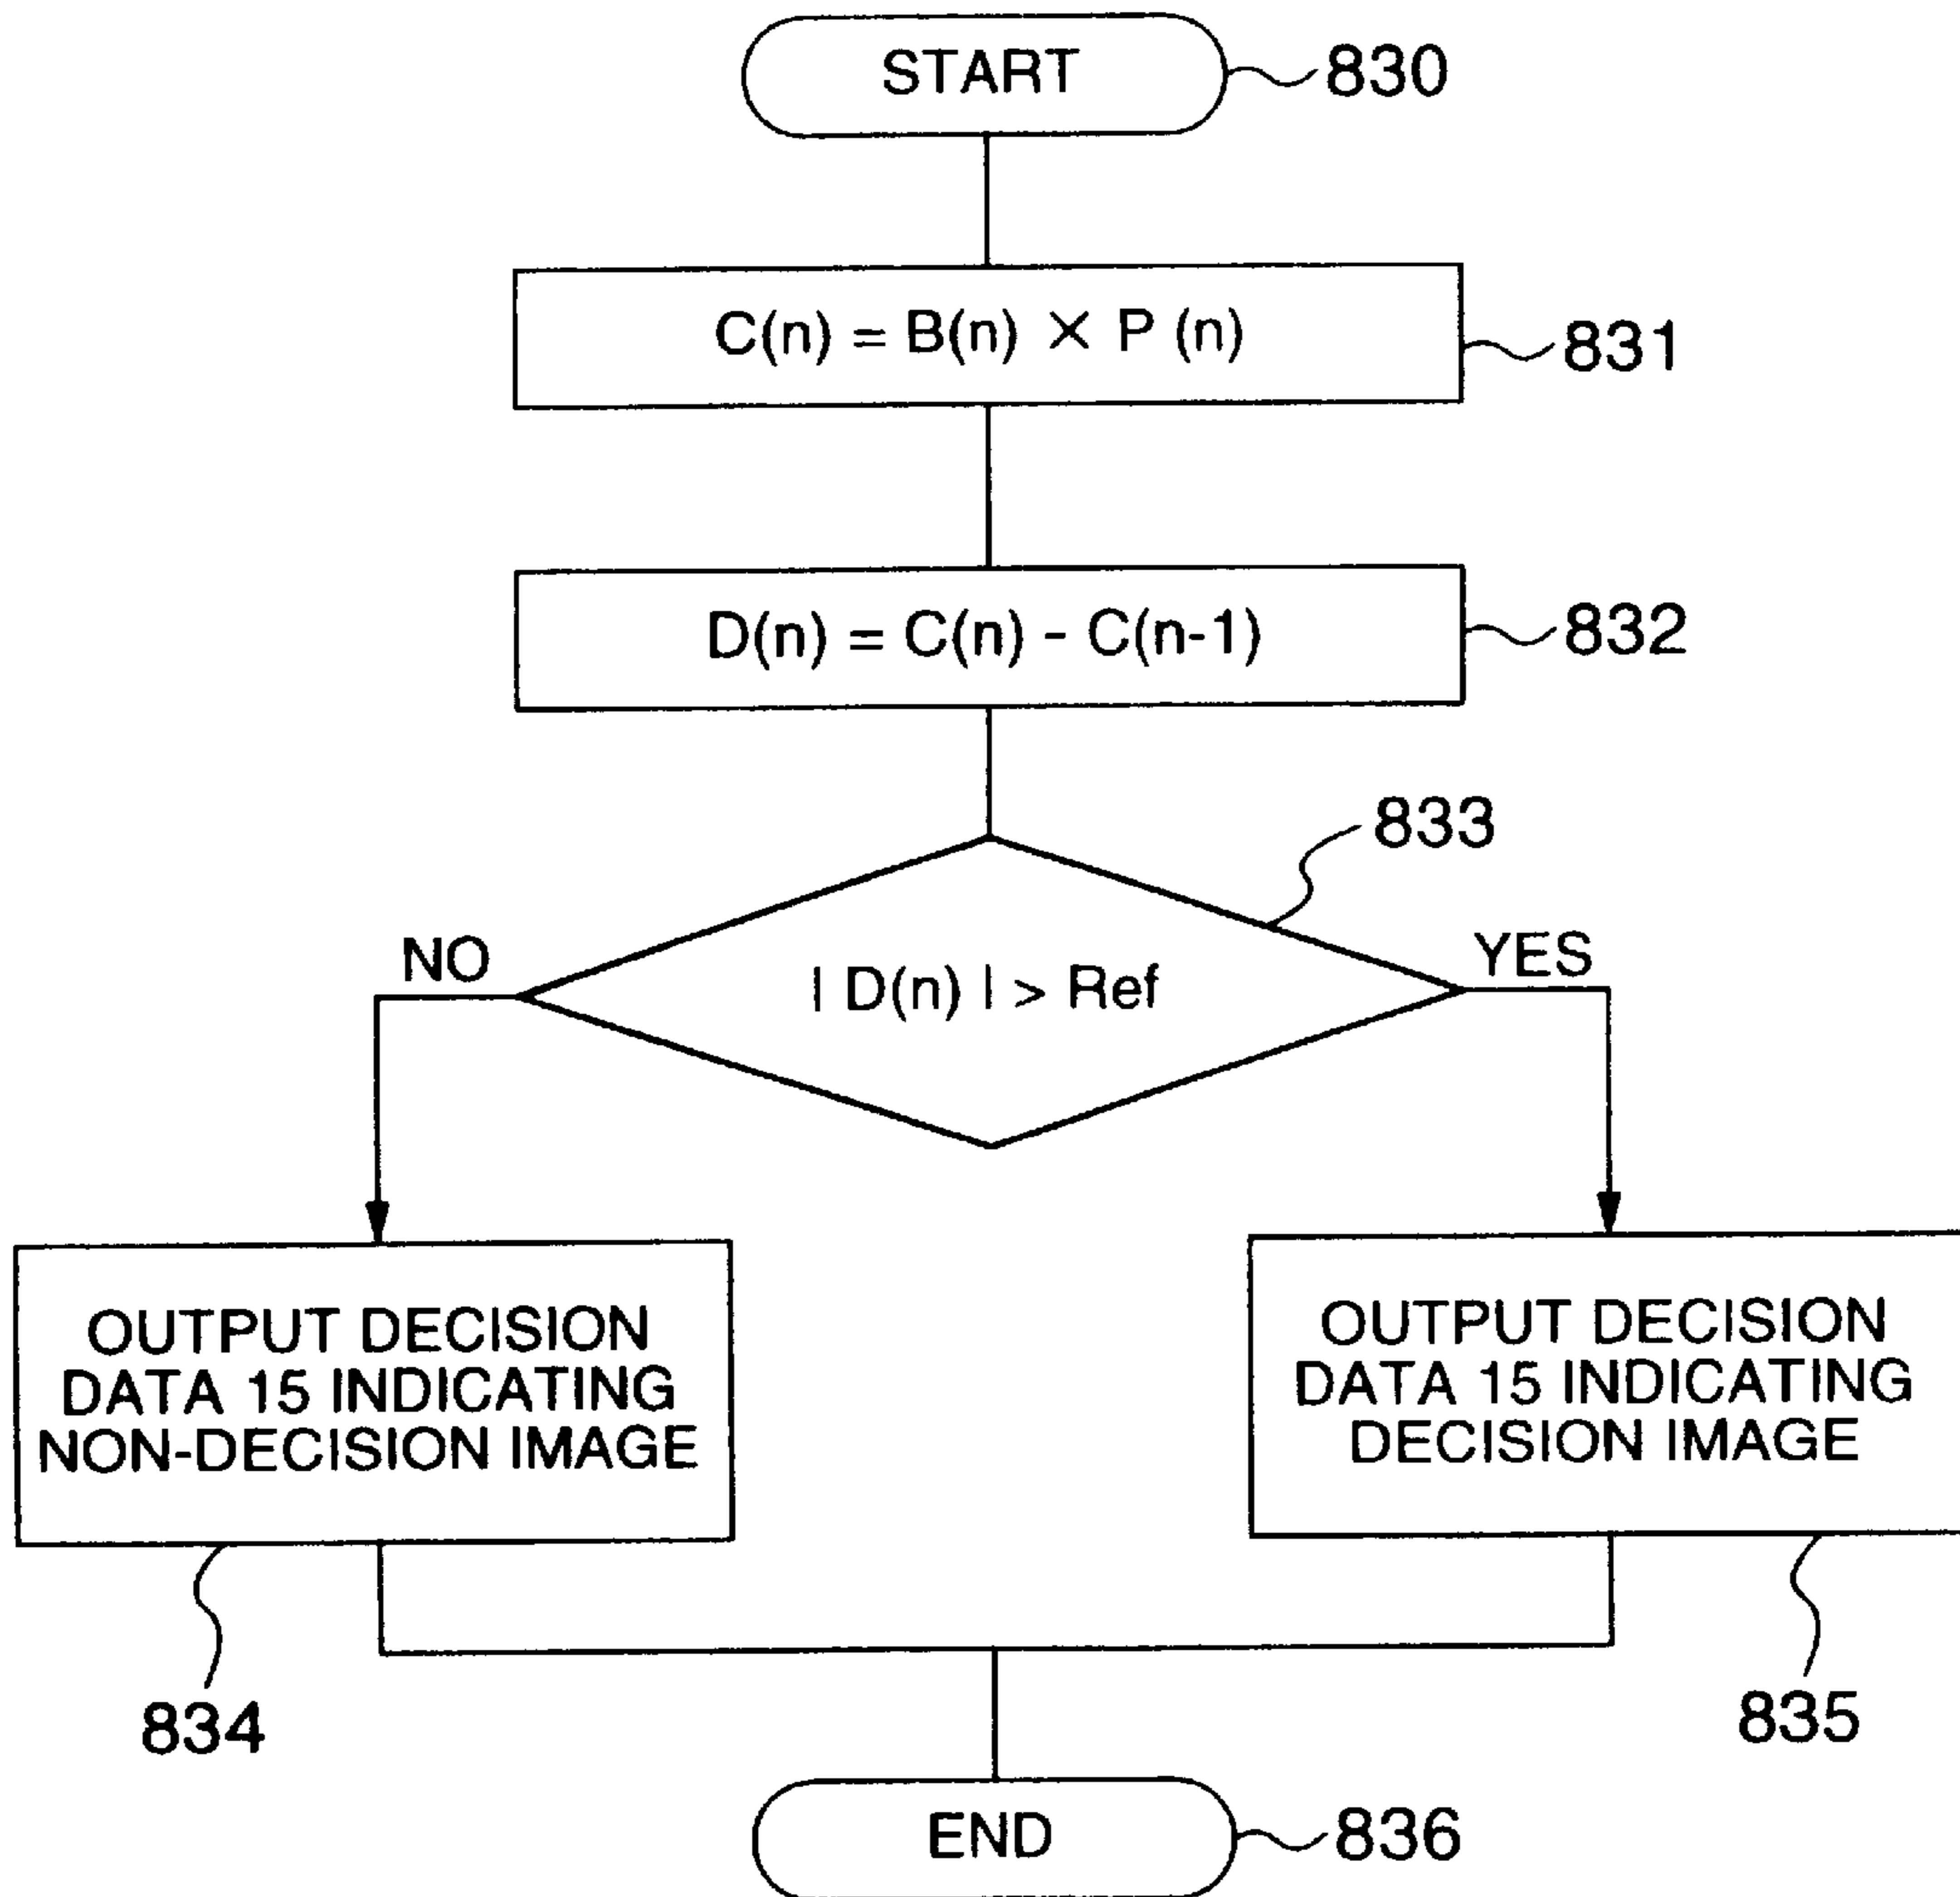 START
830
C(n) = B(n) × P (n)
831
D(n) = C(n) - C(n-1)
832
833
NO
| D(n) | > Ref
YES
OUTPUT DECISION
DATA 15 INDICATING
NON-DECISION IMAGE
OUTPUT DECISION
DATA 15 INDICATING
DECISION IMAGE
834
835
END
836